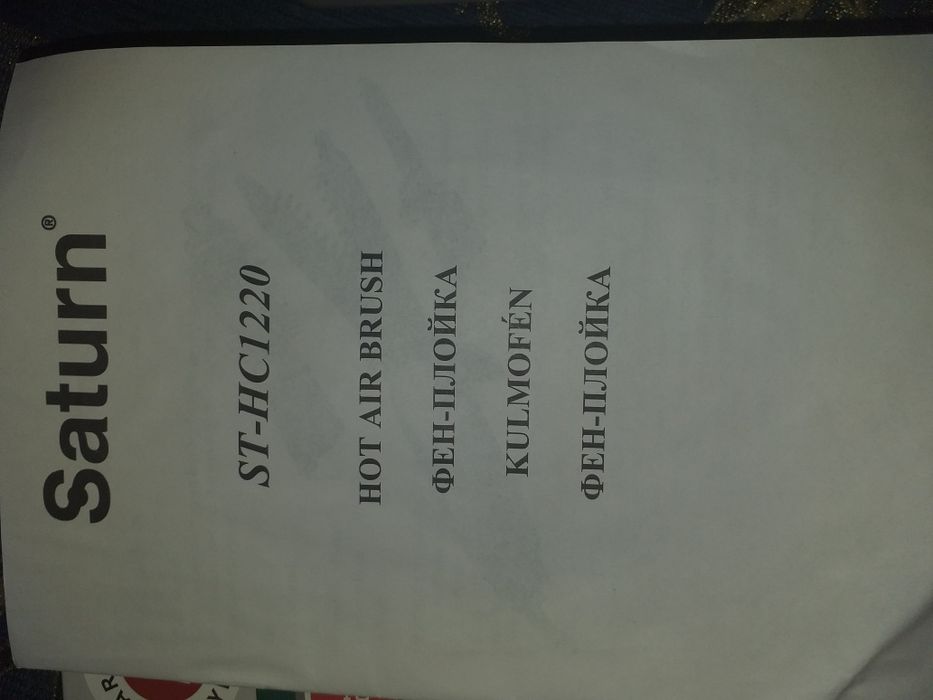 Saturn®
ST-HC1220
HOT AIR BRUSH
ФЕН-ПЛОЙКА
KULMOFÉN
ФЕН-ПЛОЙКА